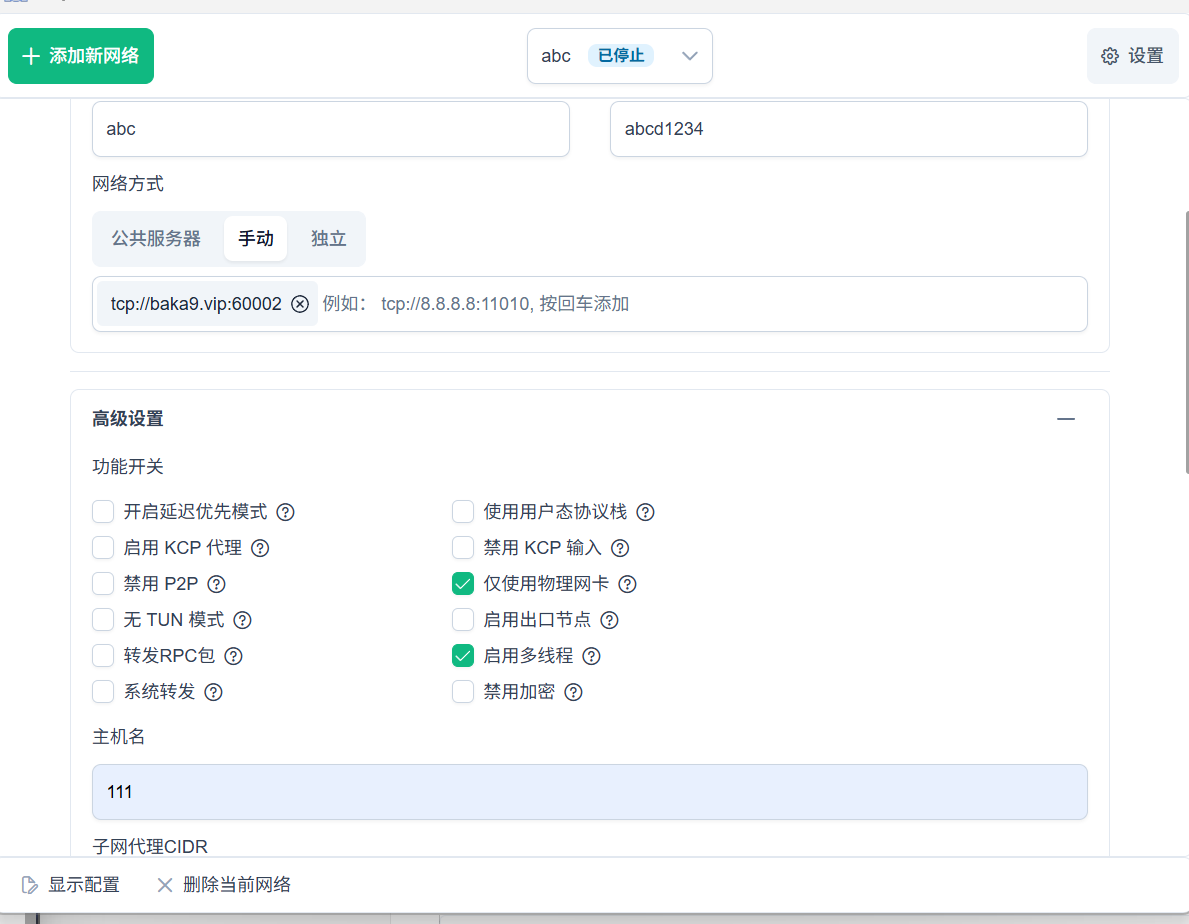 添加新网络
abc 已停止
设置
abc
abcd1234
网络方式
公共服务器 手动 独立
tcp://baka9.vip:60002 例如： tcp://8.8.8.8:11010, 按回车添加
高级设置
功能开关
开启延迟优先模式
使用用户态协议栈
启用 KCP 代理
禁用 KCP 输入
禁用 P2P
仅使用物理网卡
无 TUN 模式
启用出口节点
转发RPC包
启用多线程
系统转发
禁用加密
主机名
111
子网代理CIDR
显示配置 删除当前网络